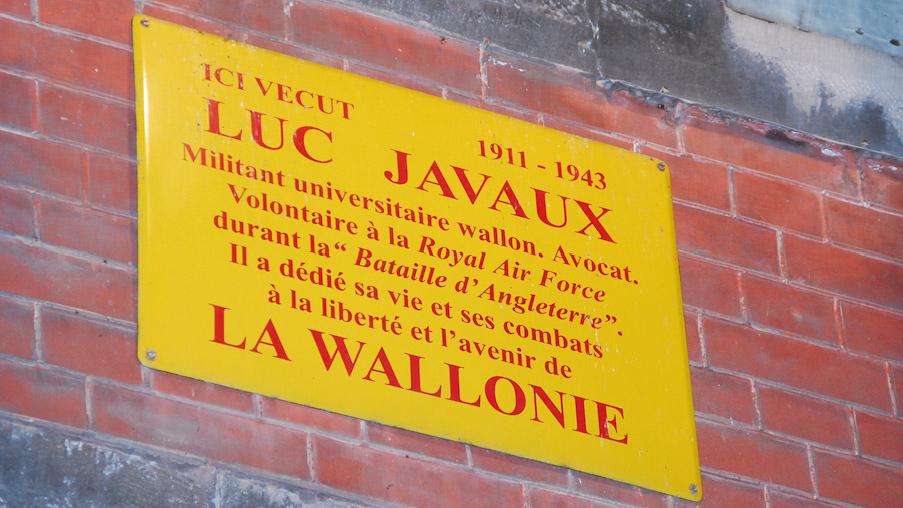 ICI VECUT 1911 - 1943
LUC JAVAUX
Militant universitaire wallon. Avocat.
Volontaire à la Royal Air Force
durant la “ Bataille d’Angleterre”.
Il a dédié sa vie et ses combats
à la liberté et l’avenir de
LA WALLONIE